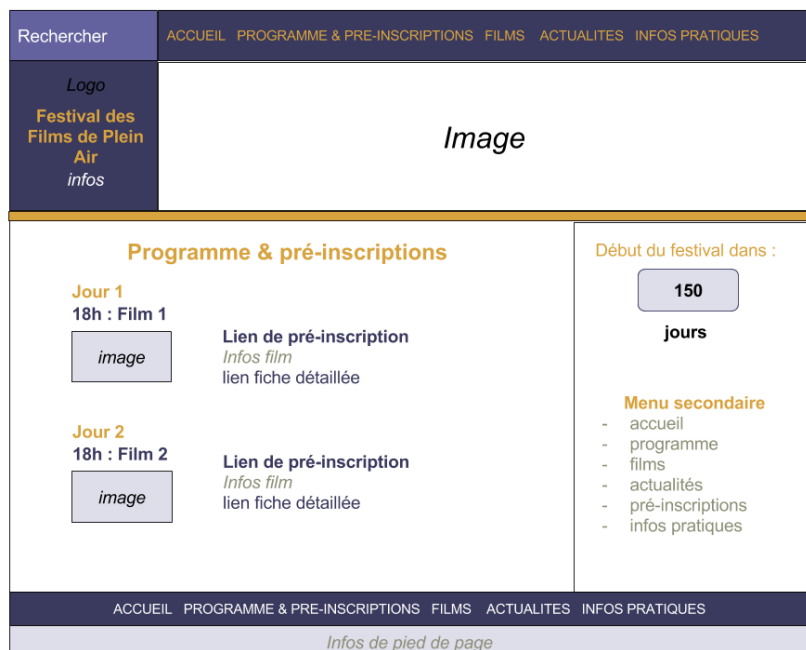 Rechercher
ACCUEIL PROGRAMME & PRE-INSCRIPTIONS FILMS ACTUALITES INFOS PRATIQUES
Logo
Festival des
Films de Plein
Air
infos
Image
Programme & pré-inscriptions
Jour 1
18h : Film 1
image
Lien de pré-inscription
Infos film
lien fiche détaillée
Jour 2
18h : Film 2
image
Lien de pré-inscription
Infos film
lien fiche détaillée
Début du festival dans :
150
jours
Menu secondaire
- accueil
- programme
- films
- actualités
- pré-inscriptions
- infos pratiques
ACCUEIL PROGRAMME & PRE-INSCRIPTIONS FILMS ACTUALITES INFOS PRATIQUES
Infos de pied de page